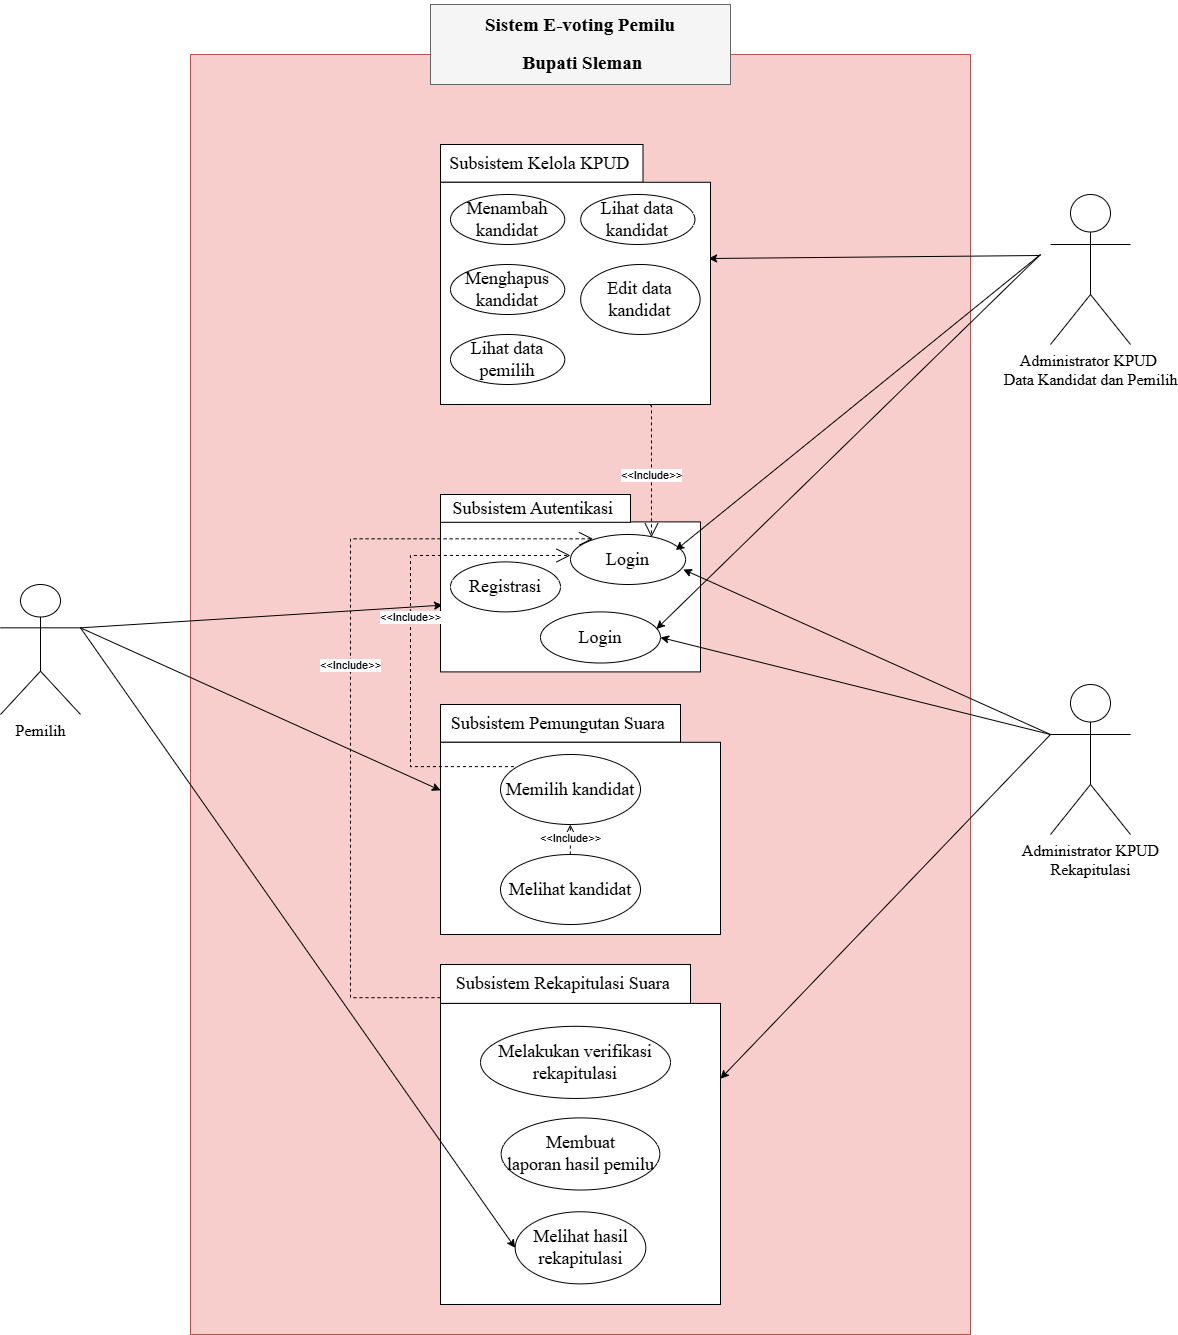 Sistem E-voting Pemilu
Bupati Sleman
Subsistem Kelola KPUD
Menambah
kandidat
Lihat data
kandidat
Menghapus
kandidat
Edit data
kandidat
Lihat data
pemilih
Administrator KPUD
Data Kandidat dan Pemilih
<<Include>>
Subsistem Autentikasi
Login
Registrasi
<<Include>>
Login
<<Include>>
Pemilih
Subsistem Pemungutan Suara
Memilih kandidat
<<Include>>
Melihat kandidat
Administrator KPUD
Rekapitulasi
Subsistem Rekapitulasi Suara
Melakukan verifikasi
rekapitulasi
Membuat
laporan hasil pemilu
Melihat hasil
rekapitulasi